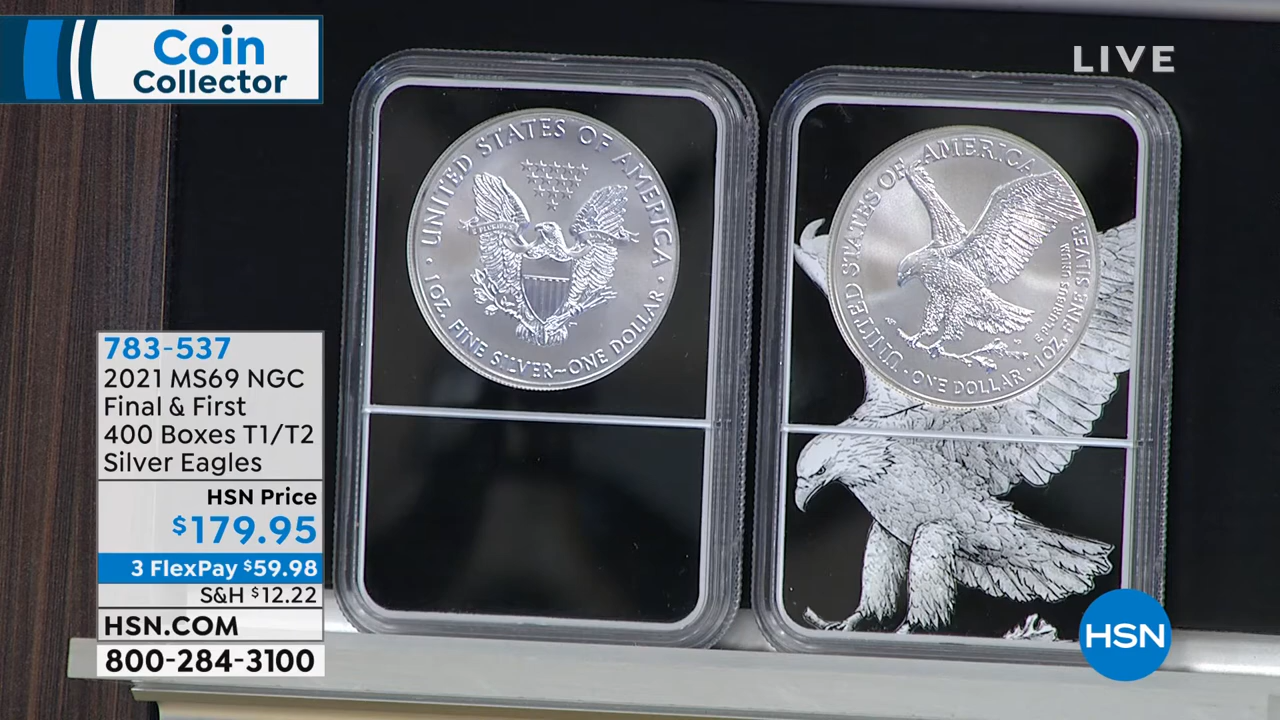 Coin
Collector
LIVE
UNITED STATES OF AMERICA
1 OZ. FINE SILVER~ONE DOLLAR
UNITED STATES OF AMERICA
E PLURIBUS UNUM
1 OZ. FINE SILVER
ONE DOLLAR
783-537
2021 MS69 NGC
Final & First
400 Boxes T1/T2
Silver Eagles
HSN Price
$179.95
3 FlexPay $59.98
S&H $12.22
HSN.COM
800-284-3100
HSN